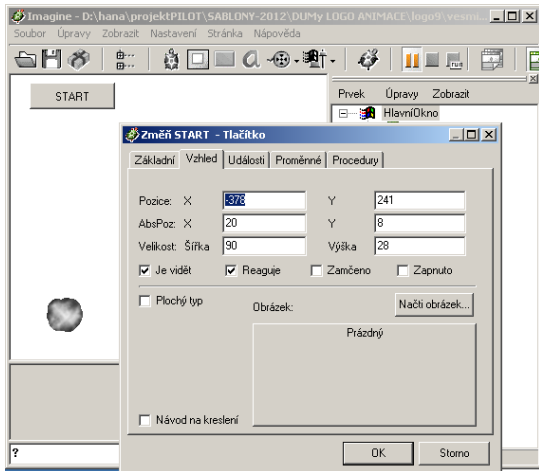 Imagine - D:\hana\projektPILOT\SABLONY-2012\DUMy LOGO ANIMACE\logo9\vesmi...
Soubor Úpravy Zobrazit Nastavení Stránka Nápověda
START
Prvek Úpravy Zobrazit
HlavníOkno
Změň START - Tlačítko
Základní Vzhled Události Proměnné Procedury
Pozice: X -378 Y 241
AbsPoz: X 20 Y 8
Velikost: Šířka 90 Výška 28
Je vidět Reaguje Zamčeno Zapnuto
Plochý typ Obrázek: Načti obrázek...
Prázdný
Návod na kreslení
?
OK Storno